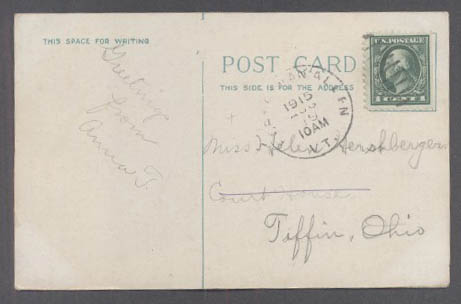 THIS SPACE FOR WRITING
Greeting
from
Anna T.
POST CARD
THIS SIDE IS FOR THE ADDRESS
U.S. POSTAGE
1 CENT 1
1915
10AM
VT.
Miss Helen Hershberger
Court House
Tiffin, Ohio